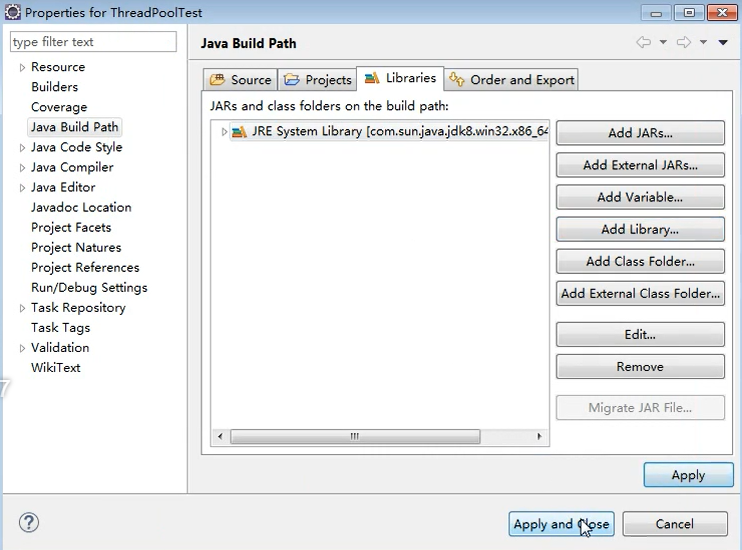 Properties for ThreadPoolTest
type filter text
Resource
Builders
Coverage
Java Build Path
Java Code Style
Java Compiler
Java Editor
Javadoc Location
Project Facets
Project Natures
Project References
Run/Debug Settings
Task Repository
Task Tags
Validation
WikiText
7
Java Build Path
Source Projects Libraries Order and Export
JARs and class folders on the build path:
JRE System Library [com.sun.java.jdk8.win32.x86_64
Add JARs...
Add External JARs...
Add Variable...
Add Library...
Add Class Folder...
Add External Class Folder...
Edit...
Remove
Migrate JAR File...
Apply
? Apply and Close Cancel